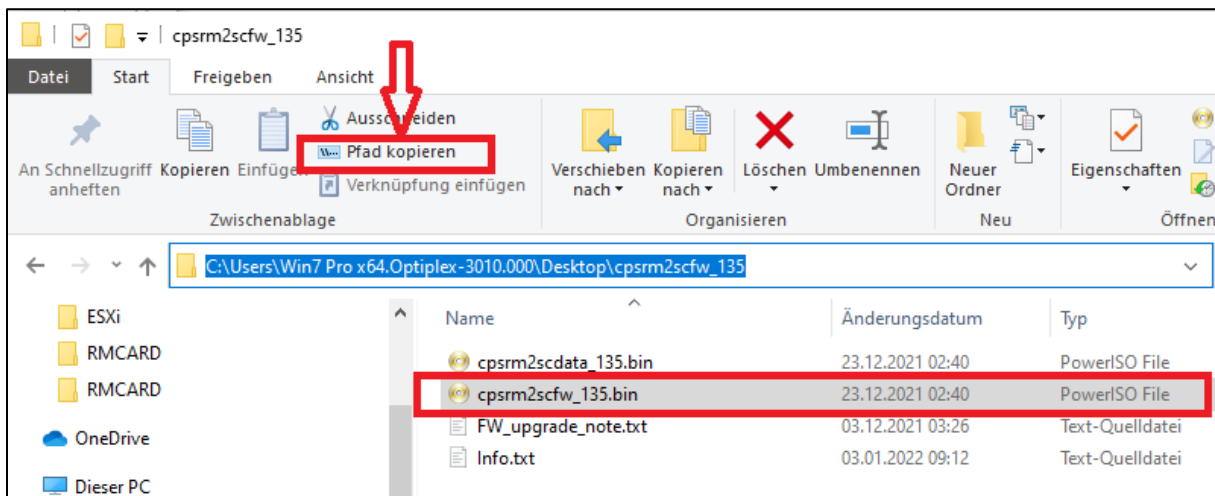 cpsrm2scfw_135
Datei Start Freigeben Ansicht
Ausschneiden
Pfad kopieren
Verknüpfung einfügen
An Schnellzugriff anheften
Kopieren
Einfügen
Verschieben nach
Kopieren nach
Löschen
Umbenennen
Neuer Ordner
Eigenschaften
Zwischenablage
Organisieren
Neu
Öffnen
C:\Users\Win7 Pro x64.Optiplex-3010.000\Desktop\cpsrm2scfw_135
ESXi
RMCARD
RMCARD
OneDrive
Dieser PC
Name Änderungsdatum Typ
cpsrm2scdata_135.bin 23.12.2021 02:40 PowerISO File
cpsrm2scfw_135.bin 23.12.2021 02:40 PowerISO File
FW_upgrade_note.txt 03.12.2021 03:26 Text-Quelldatei
Info.txt 03.01.2022 09:12 Text-Quelldatei